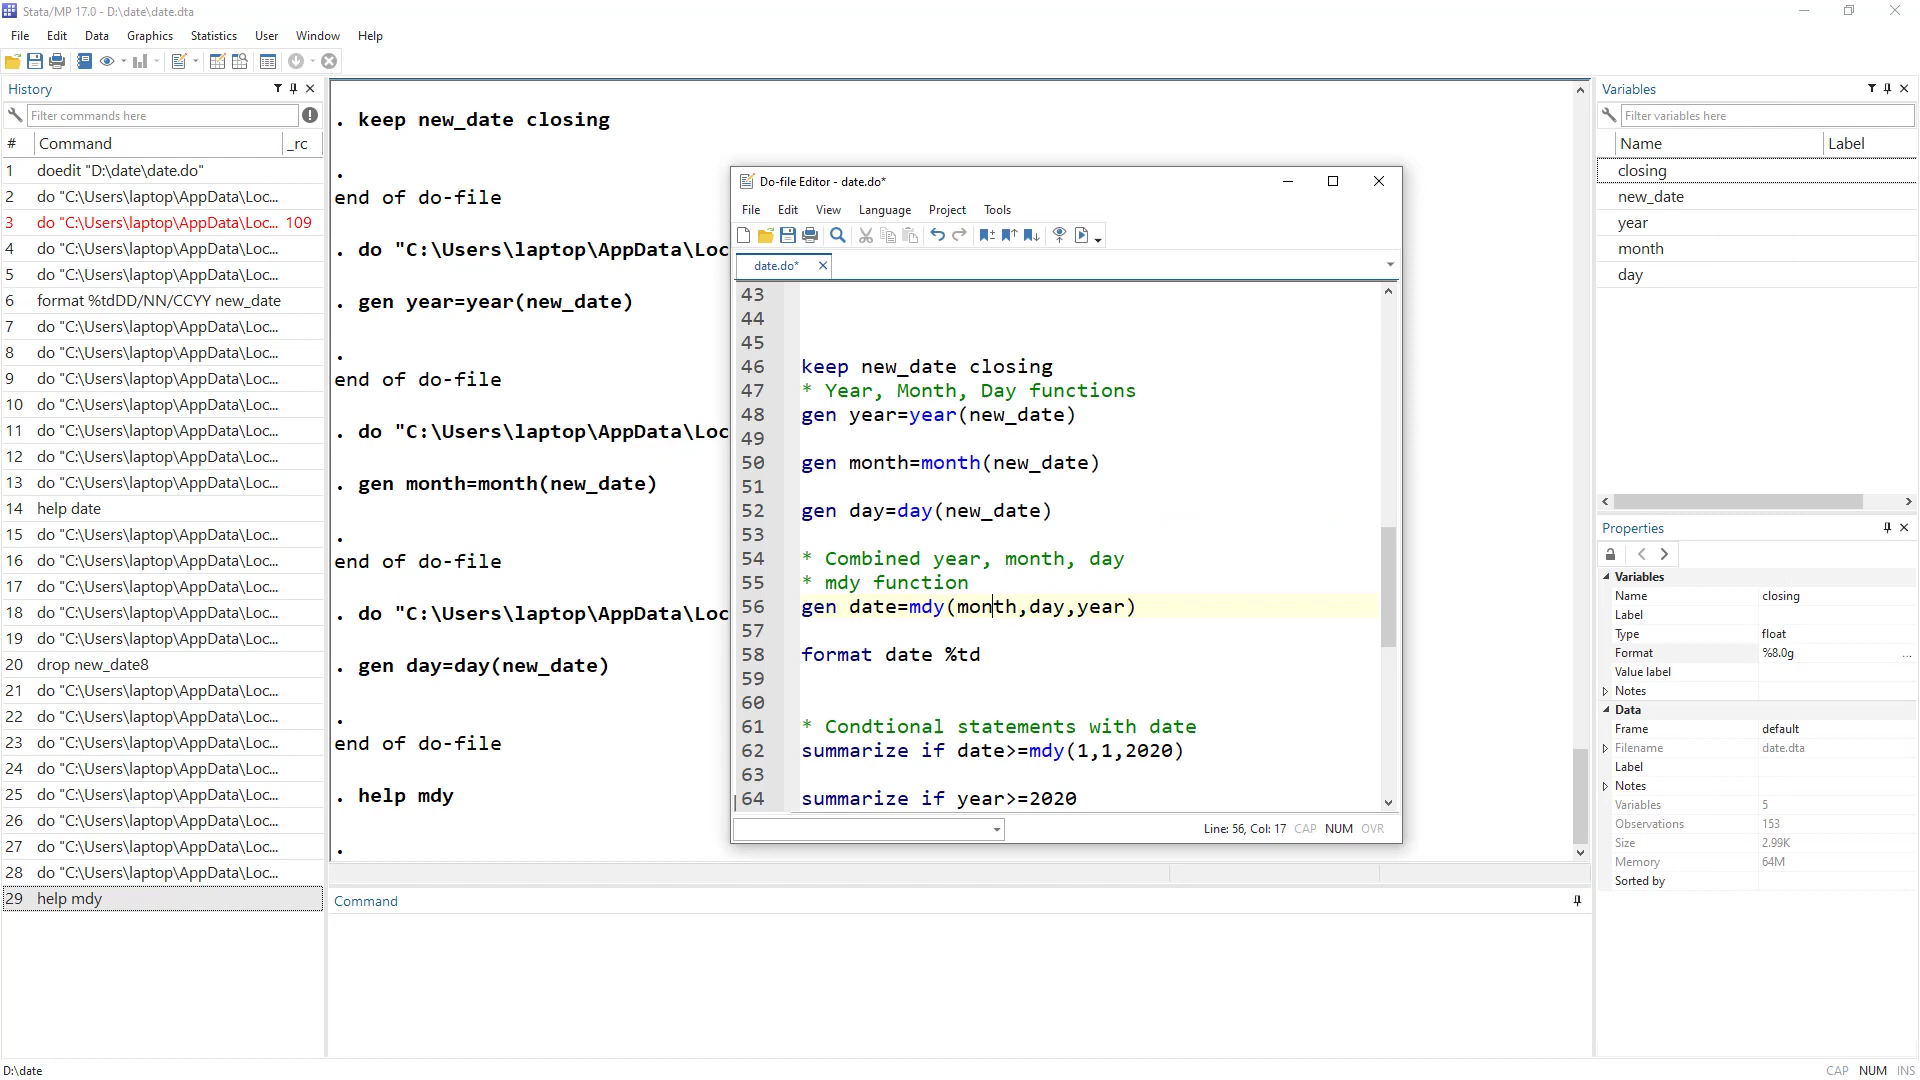 Stata/MP 17.0 - D:\date\date.dta
File Edit Data Graphics Statistics User Window Help
History
Filter commands here
# Command _rc
1 doedit "D:\date\date.do"
2 do "C:\Users\laptop\AppData\Loc...
3 do "C:\Users\laptop\AppData\Loc... 109
4 do "C:\Users\laptop\AppData\Loc...
5 do "C:\Users\laptop\AppData\Loc...
6 format %tdDD/NN/CCYY new_date
7 do "C:\Users\laptop\AppData\Loc...
8 do "C:\Users\laptop\AppData\Loc...
9 do "C:\Users\laptop\AppData\Loc...
10 do "C:\Users\laptop\AppData\Loc...
11 do "C:\Users\laptop\AppData\Loc...
12 do "C:\Users\laptop\AppData\Loc...
13 do "C:\Users\laptop\AppData\Loc...
14 help date
15 do "C:\Users\laptop\AppData\Loc...
16 do "C:\Users\laptop\AppData\Loc...
17 do "C:\Users\laptop\AppData\Loc...
18 do "C:\Users\laptop\AppData\Loc...
19 do "C:\Users\laptop\AppData\Loc...
20 drop new_date8
21 do "C:\Users\laptop\AppData\Loc...
22 do "C:\Users\laptop\AppData\Loc...
23 do "C:\Users\laptop\AppData\Loc...
24 do "C:\Users\laptop\AppData\Loc...
25 do "C:\Users\laptop\AppData\Loc...
26 do "C:\Users\laptop\AppData\Loc...
27 do "C:\Users\laptop\AppData\Loc...
28 do "C:\Users\laptop\AppData\Loc...
29 help mdy
. keep new_date closing
.
end of do-file
. do "C:\Users\laptop\AppData\Loc
. gen year=year(new_date)
.
end of do-file
. do "C:\Users\laptop\AppData\Loc
. gen month=month(new_date)
.
end of do-file
. do "C:\Users\laptop\AppData\Loc
. gen day=day(new_date)
.
end of do-file
. help mdy
.
Command
Do-file Editor - date.do*
File Edit View Language Project Tools
date.do*
43
44
45
46 keep new_date closing
47 * Year, Month, Day functions
48 gen year=year(new_date)
49
50 gen month=month(new_date)
51
52 gen day=day(new_date)
53
54 * Combined year, month, day
55 * mdy function
56 gen date=mdy(month,day,year)
57
58 format date %td
59
60
61 * Condtional statements with date
62 summarize if date>=mdy(1,1,2020)
63
64 summarize if year>=2020
Line: 56, Col: 17 CAP NUM OVR
Variables
Filter variables here
Name Label
closing
new_date
year
month
day
Properties
Variables
Name closing
Label
Type float
Format %8.0g ...
Value label
Notes
Data
Frame default
Filename date.dta
Label
Notes
Variables 5
Observations 153
Size 2.99K
Memory 64M
Sorted by
D:\date
CAP NUM INS